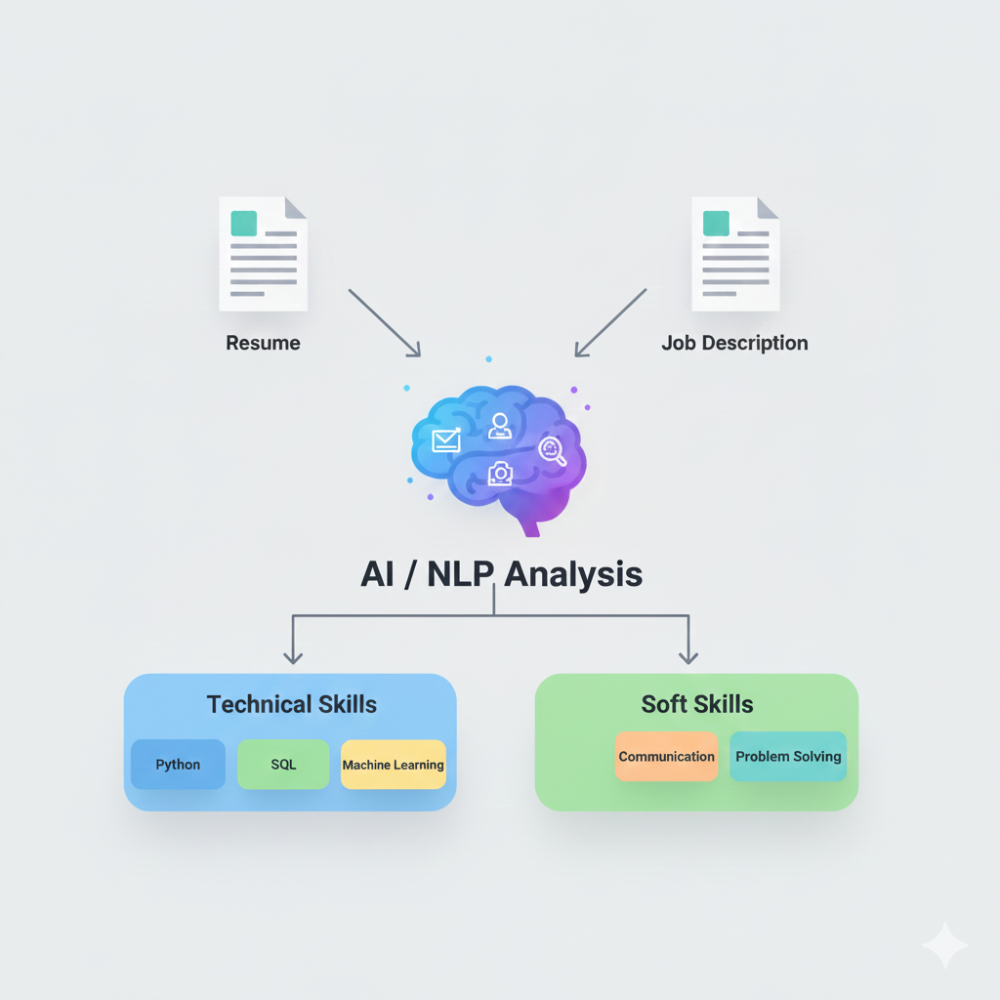 Resume
Job Description
AI / NLP Analysis
Technical Skills
Python
SQL
Machine Learning
Soft Skills
Communication
Problem Solving